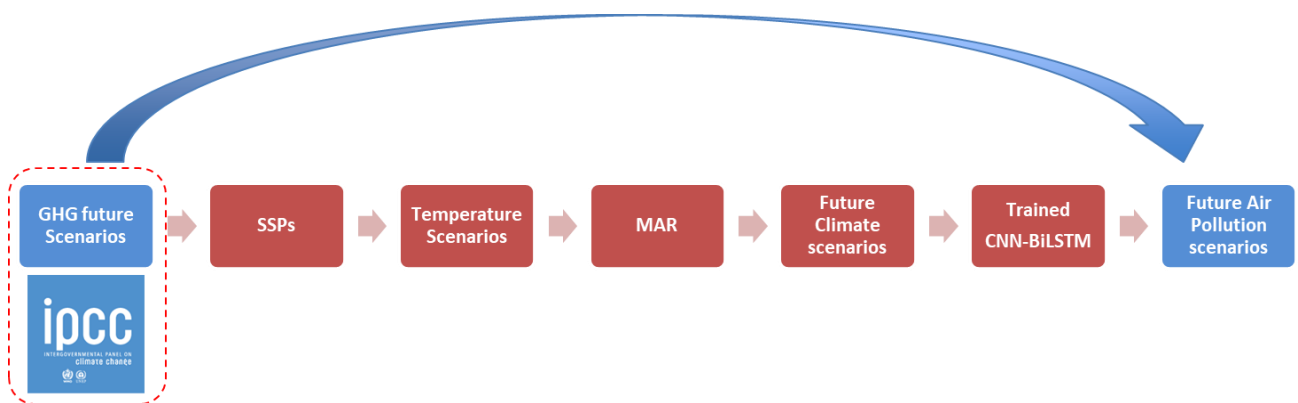 GHG future
Scenarios
SSPs
Temperature
Scenarios
MAR
Future
Climate
scenarios
Trained
CNN-BiLSTM
Future Air
Pollution
scenarios
ipcc
INTERGOVERNMENTAL PANEL ON
climate change